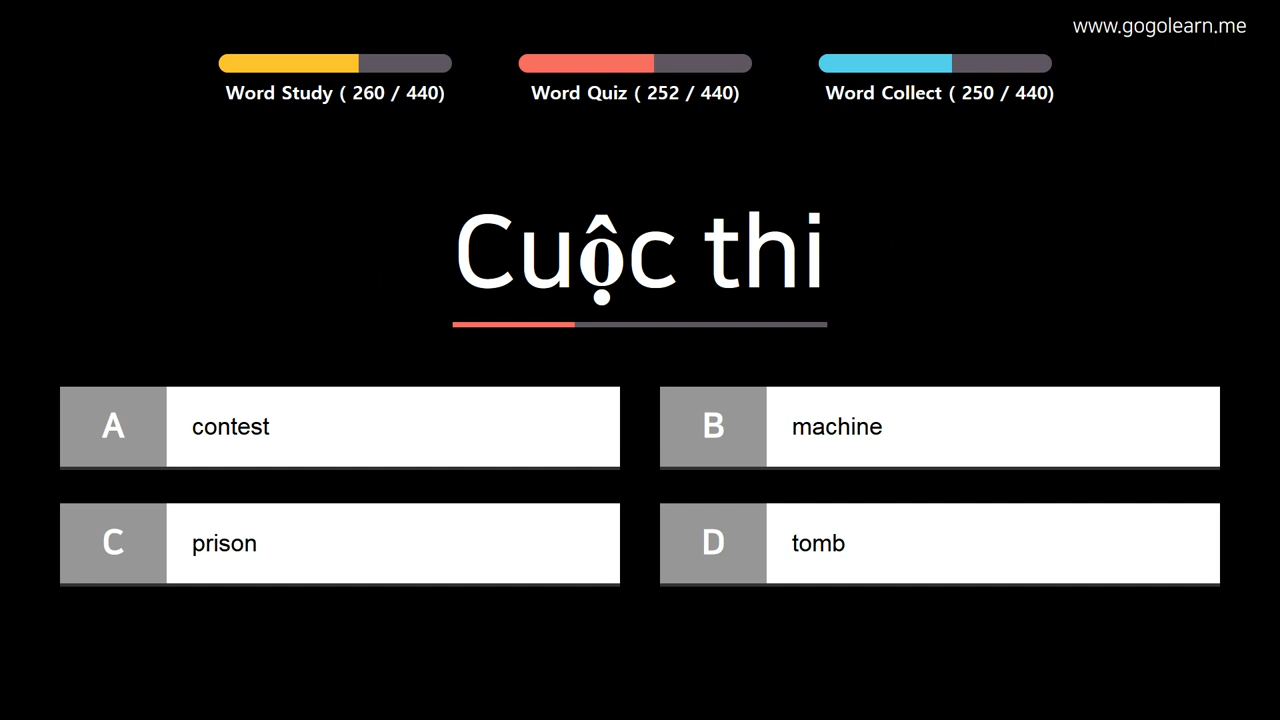 www.gogolearn.me
Word Study ( 260 / 440)
Word Quiz ( 252 / 440)
Word Collect ( 250 / 440)
Cuộc thi
A contest
B machine
C prison
D tomb